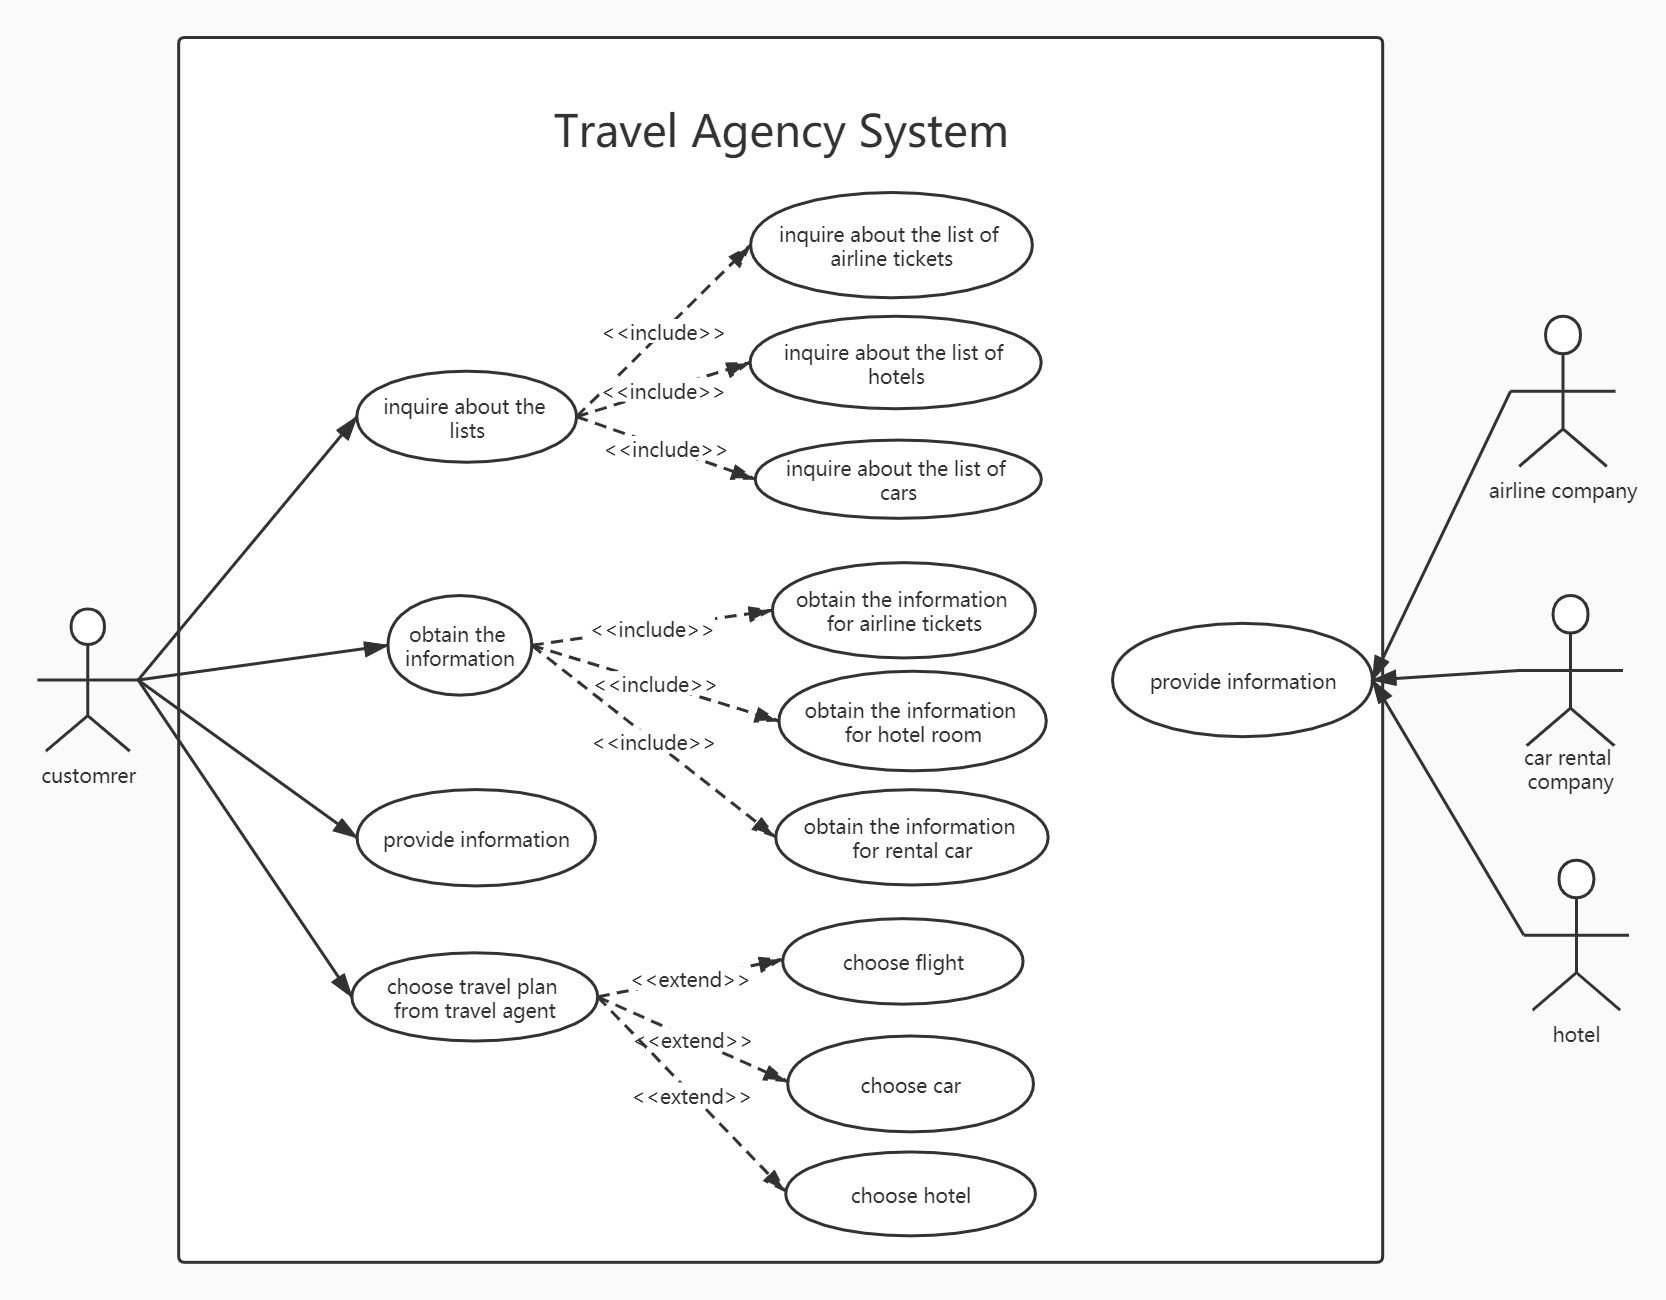 Travel Agency System
inquire about the list of
airline tickets
<<include>>
inquire about the list of
hotels
<<include>>
inquire about the
lists
<<include>>
inquire about the list of
cars
airline company
obtain the
information
<<include>>
obtain the information
for airline tickets
<<include>>
obtain the information
for hotel room
<<include>>
obtain the information
for rental car
provide information
car rental
company
customrer
provide information
choose travel plan
from travel agent
<<extend>>
choose flight
<<extend>>
choose car
<<extend>>
choose hotel
hotel